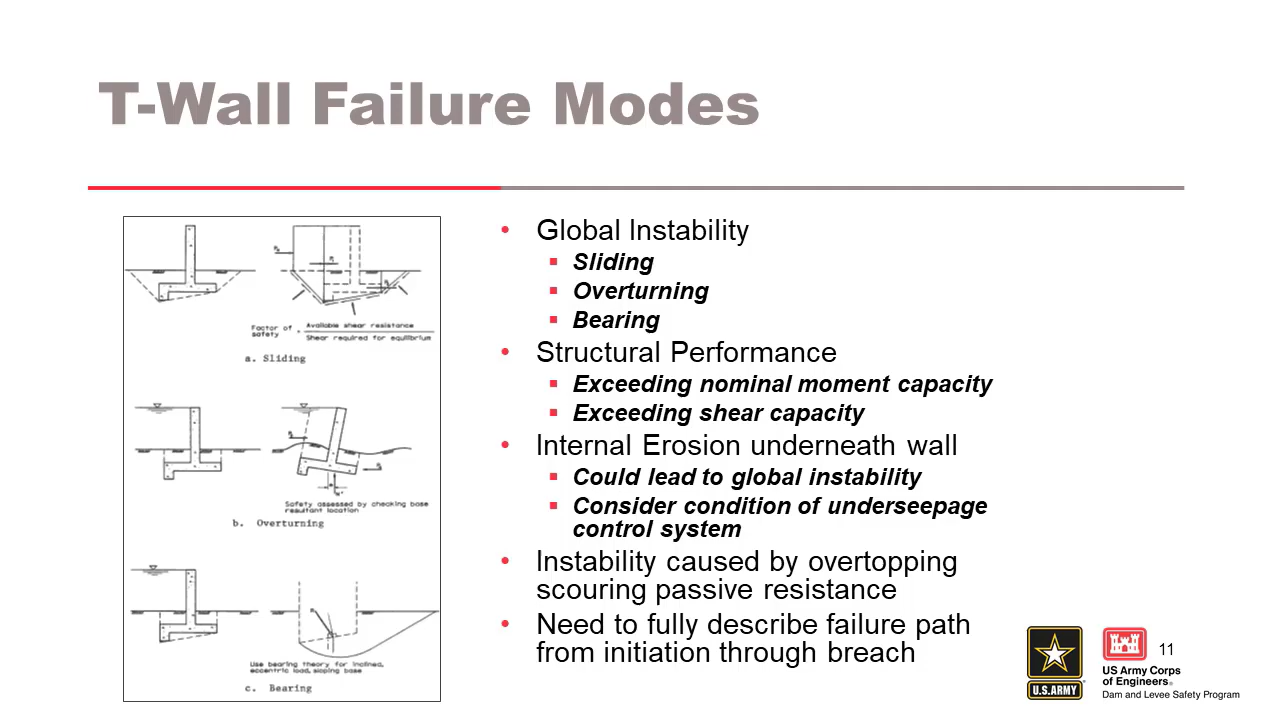 T-Wall Failure Modes
Factor of safety = Available shear resistance
Shear required for equilibrium
a. Sliding
Safety assessed by checking base
resultant location
b. Overturning
Use bearing theory for inclined,
eccentric load, sloping base
c. Bearing
• Global Instability
▪ Sliding
▪ Overturning
▪ Bearing
• Structural Performance
▪ Exceeding nominal moment capacity
▪ Exceeding shear capacity
• Internal Erosion underneath wall
▪ Could lead to global instability
▪ Consider condition of underseepage
control system
• Instability caused by overtopping
scouring passive resistance
• Need to fully describe failure path
from initiation through breach
U.S.ARMY
US Army Corps
of Engineers®
Dam and Levee Safety Program
11